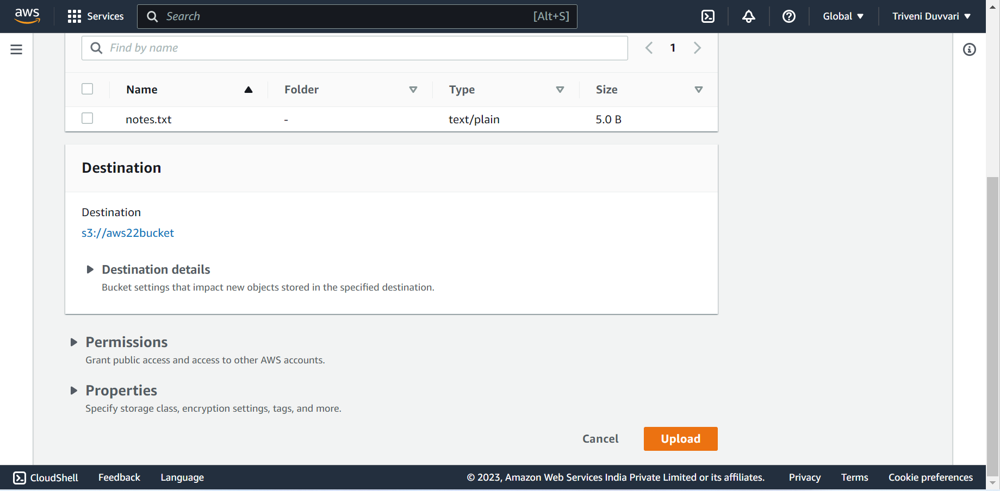 aws Services Search [Alt+S] Global Triveni Duvvari
Find by name 1
Name Folder Type Size
notes.txt - text/plain 5.0 B
Destination
Destination
s3://aws22bucket
Destination details
Bucket settings that impact new objects stored in the specified destination.
Permissions
Grant public access and access to other AWS accounts.
Properties
Specify storage class, encryption settings, tags, and more.
Cancel Upload
CloudShell Feedback Language © 2023, Amazon Web Services India Private Limited or its affiliates. Privacy Terms Cookie preferences